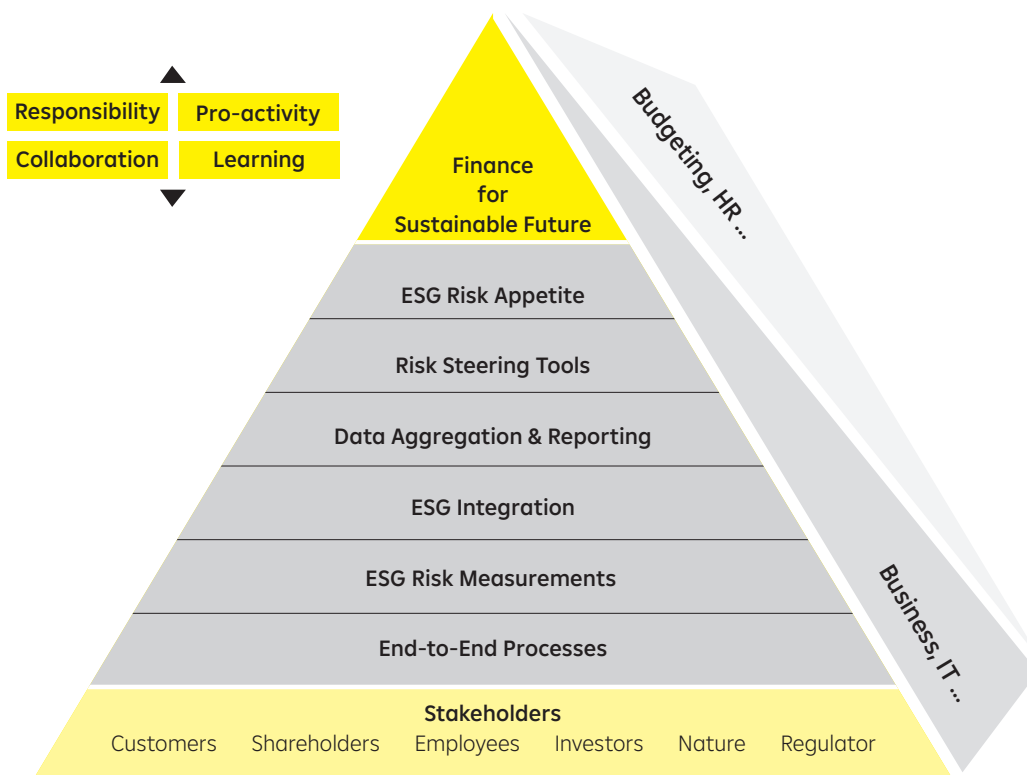 Responsibility
Pro-activity
Collaboration
Learning
Finance
for
Sustainable Future
ESG Risk Appetite
Risk Steering Tools
Data Aggregation & Reporting
ESG Integration
ESG Risk Measurements
End-to-End Processes
Stakeholders
Customers Shareholders Employees Investors Nature Regulator
Budgeting, HR ...
Business, IT ...